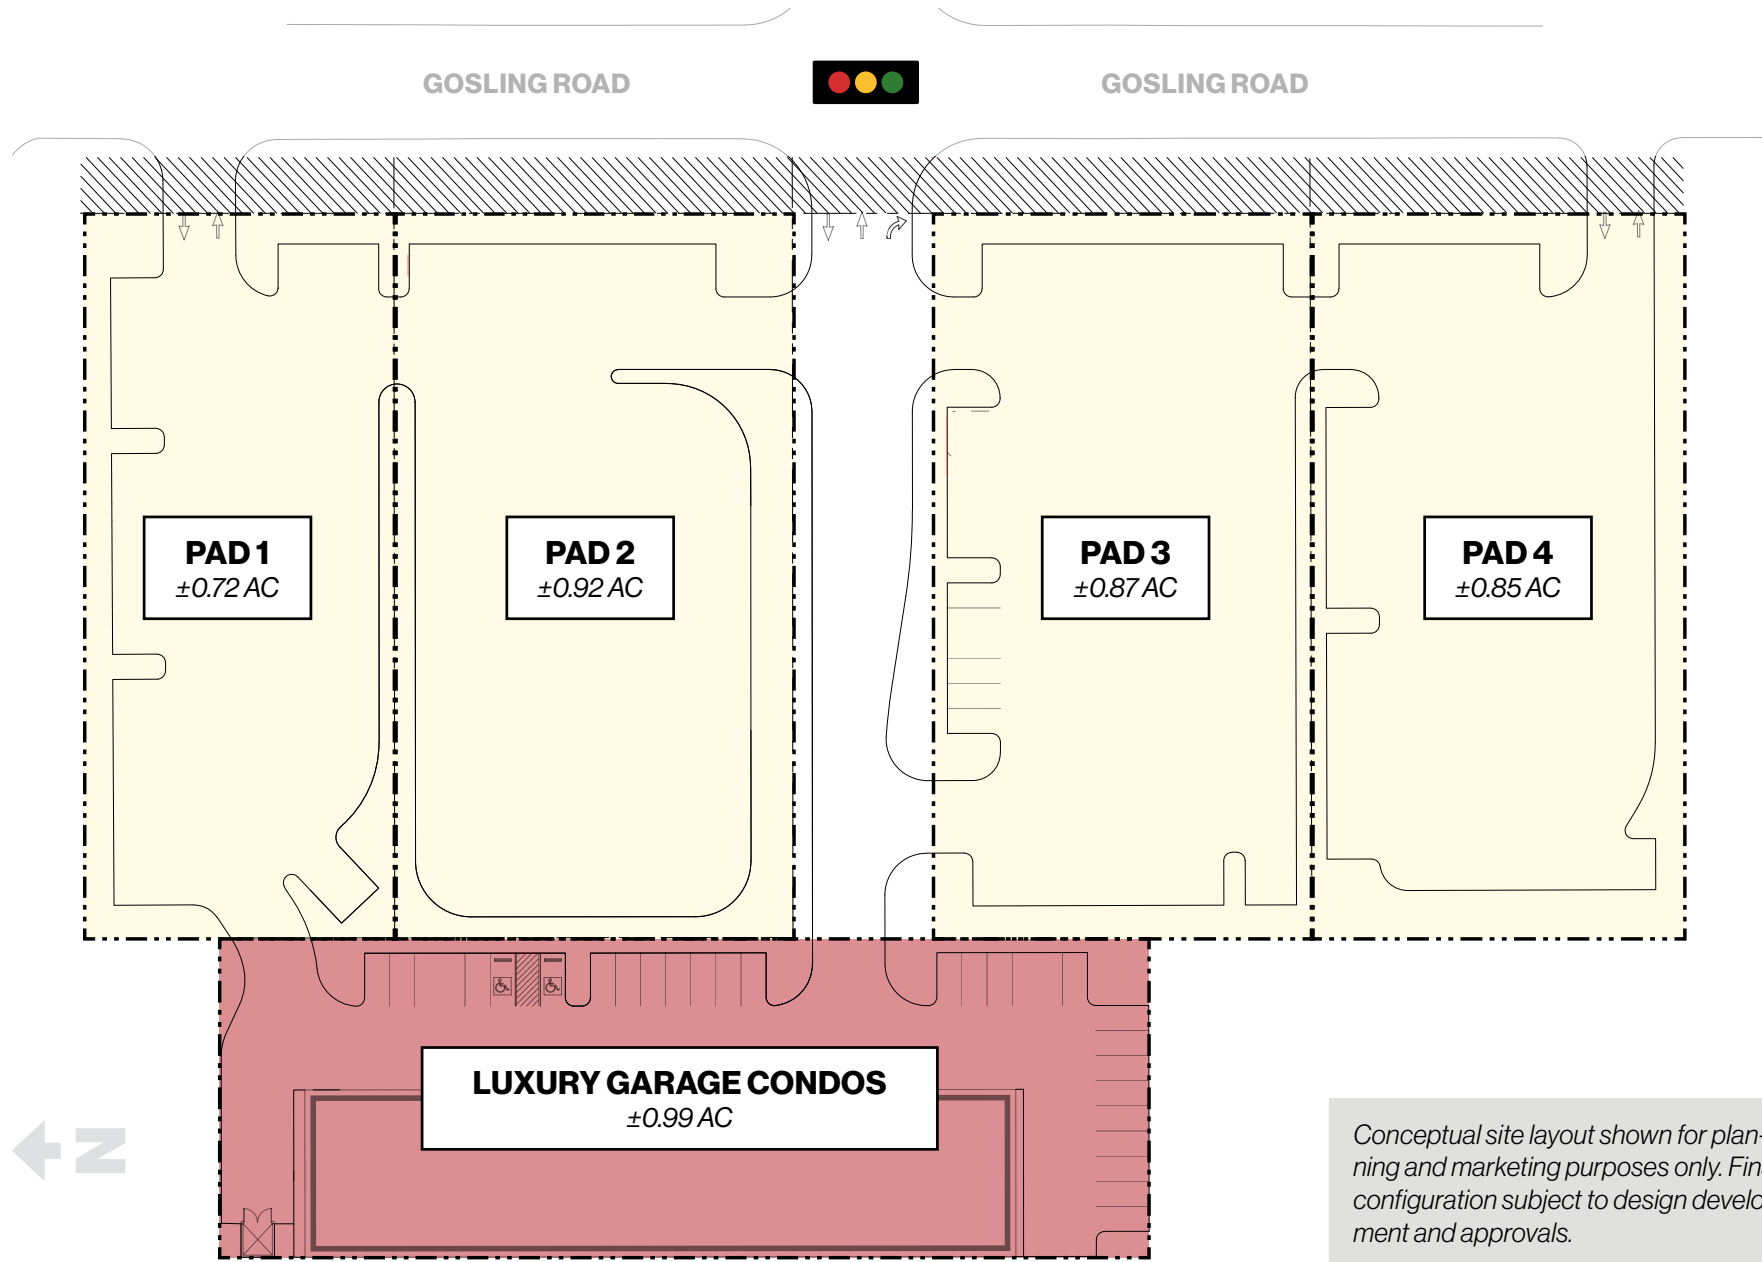 GOSLING ROAD GOSLING ROAD
PAD 1
±0.72 AC
PAD 2
±0.92 AC
PAD 3
±0.87 AC
PAD 4
±0.85 AC
LUXURY GARAGE CONDOS
±0.99 AC
N
Conceptual site layout shown for plan-
ning and marketing purposes only. Fin
configuration subject to design develo
ment and approvals.